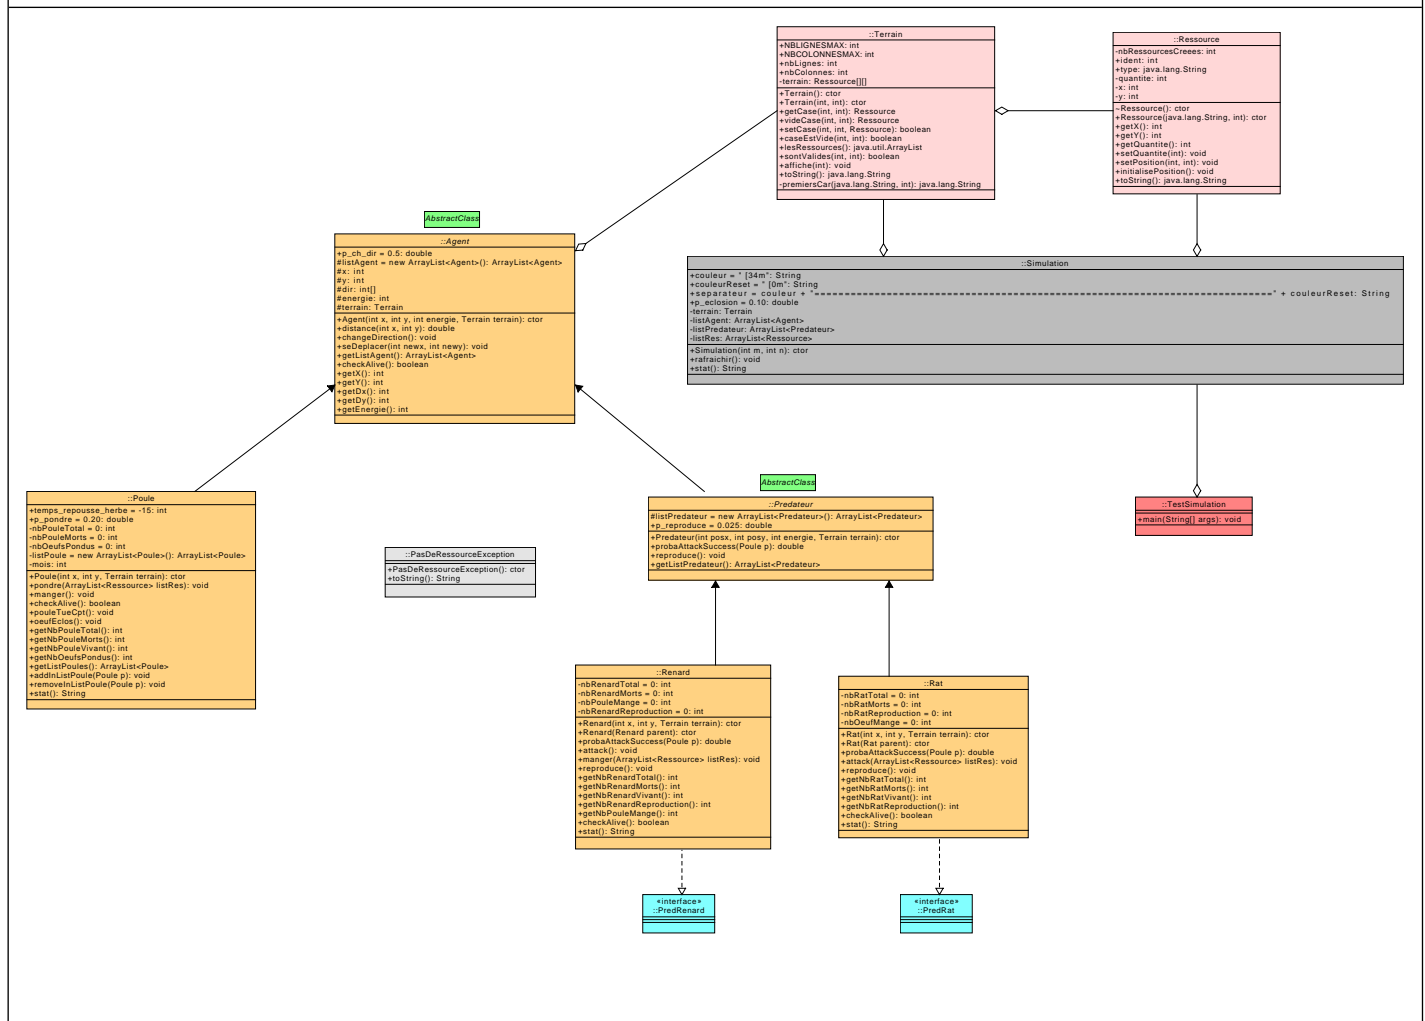 ::Terrain
+NBLIGNESMAX: int
+NBCOLONNESMAX: int
+nbLignes: int
+nbColonnes: int
-terrain: Ressource[][]
+Terrain(): ctor
+Terrain(int, int): ctor
+getCase(int, int): Ressource
+videCase(int, int): Ressource
+setCase(int, int, Ressource): boolean
+caseEstVide(int, int): boolean
+lesRessources(): java.util.ArrayList
+sontValides(int, int): boolean
+affiche(int): void
+toString(): java.lang.String
-premiersCar(java.lang.String, int): java.lang.String
::Ressource
-nbRessourcesCreees: int
+ident: int
+type: java.lang.String
-quantite: int
-x: int
-y: int
~Ressource(): ctor
+Ressource(java.lang.String, int): ctor
+getX(): int
+getY(): int
+getQuantite(): int
+setQuantite(int): void
+setPosition(int, int): void
+initialisePosition(): void
+toString(): java.lang.String
AbstractClass
::Agent
+p_ch_dir = 0.5: double
#listAgent = new ArrayList<Agent>(): ArrayList<Agent>
#x: int
#y: int
#dir: int[]
#energie: int
#terrain: Terrain
+Agent(int x, int y, int energie, Terrain terrain): ctor
+distance(int x, int y): double
+changeDirection(): void
+seDeplacer(int newx, int newy): void
+getListAgent(): ArrayList<Agent>
+checkAlive(): boolean
+getX(): int
+getY(): int
+getDx(): int
+getDy(): int
+getEnergie(): int
::Simulation
+couleur = " [34m": String
+couleurReset = " [0m": String
+separateur = couleur + "============================================================================" + couleurReset: String
+p_eclosion = 0.10: double
-terrain: Terrain
-listAgent: ArrayList<Agent>
-listPredateur: ArrayList<Predateur>
-listRes: ArrayList<Ressource>
+Simulation(int m, int n): ctor
+rafraichir(): void
+stat(): String
::Poule
+temps_repousse_herbe = -15: int
+p_pondre = 0.20: double
-nbPouleTotal = 0: int
-nbPouleMorts = 0: int
-nbOeufsPondus = 0: int
-listPoule = new ArrayList<Poule>(): ArrayList<Poule>
-mois: int
+Poule(int x, int y, Terrain terrain): ctor
+pondre(ArrayList<Ressource> listRes): void
+manger(): void
+checkAlive(): boolean
+pouleTueCpt(): void
+oeufEclos(): void
+getNbPouleTotal(): int
+getNbPouleMorts(): int
+getNbPouleVivant(): int
+getNbOeufsPondus(): int
+getListPoules(): ArrayList<Poule>
+addInListPoule(Poule p): void
+removeInListPoule(Poule p): void
+stat(): String
::PasDeRessourceException
+PasDeRessourceException(): ctor
+toString(): String
AbstractClass
::Predateur
#listPredateur = new ArrayList<Predateur>(): ArrayList<Predateur>
+p_reproduce = 0.025: double
+Predateur(int posx, int posy, int energie, Terrain terrain): ctor
+probaAttackSuccess(Poule p): double
+reproduce(): void
+getListPredateur(): ArrayList<Predateur>
::TestSimulation
+main(String[] args): void
::Renard
-nbRenardTotal = 0: int
-nbRenardMorts = 0: int
-nbPouleMange = 0: int
-nbRenardReproduction = 0: int
+Renard(int x, int y, Terrain terrain): ctor
+Renard(Renard parent): ctor
+probaAttackSuccess(Poule p): double
+attack(): void
+manger(ArrayList<Ressource> listRes): void
+reproduce(): void
+getNbRenardTotal(): int
+getNbRenardMorts(): int
+getNbRenardVivant(): int
+getNbRenardReproduction(): int
+getNbPouleMange(): int
+checkAlive(): boolean
+stat(): String
::Rat
-nbRatTotal = 0: int
-nbRatMorts = 0: int
-nbRatReproduction = 0: int
-nbOeufMange = 0: int
+Rat(int x, int y, Terrain terrain): ctor
+Rat(Rat parent): ctor
+probaAttackSuccess(Poule p): double
+attack(ArrayList<Ressource> listRes): void
+reproduce(): void
+getNbRatTotal(): int
+getNbRatMorts(): int
+getNbRatVivant(): int
+getNbRatReproduction(): int
+checkAlive(): boolean
+stat(): String
«interface»
::PredRenard
«interface»
::PredRat